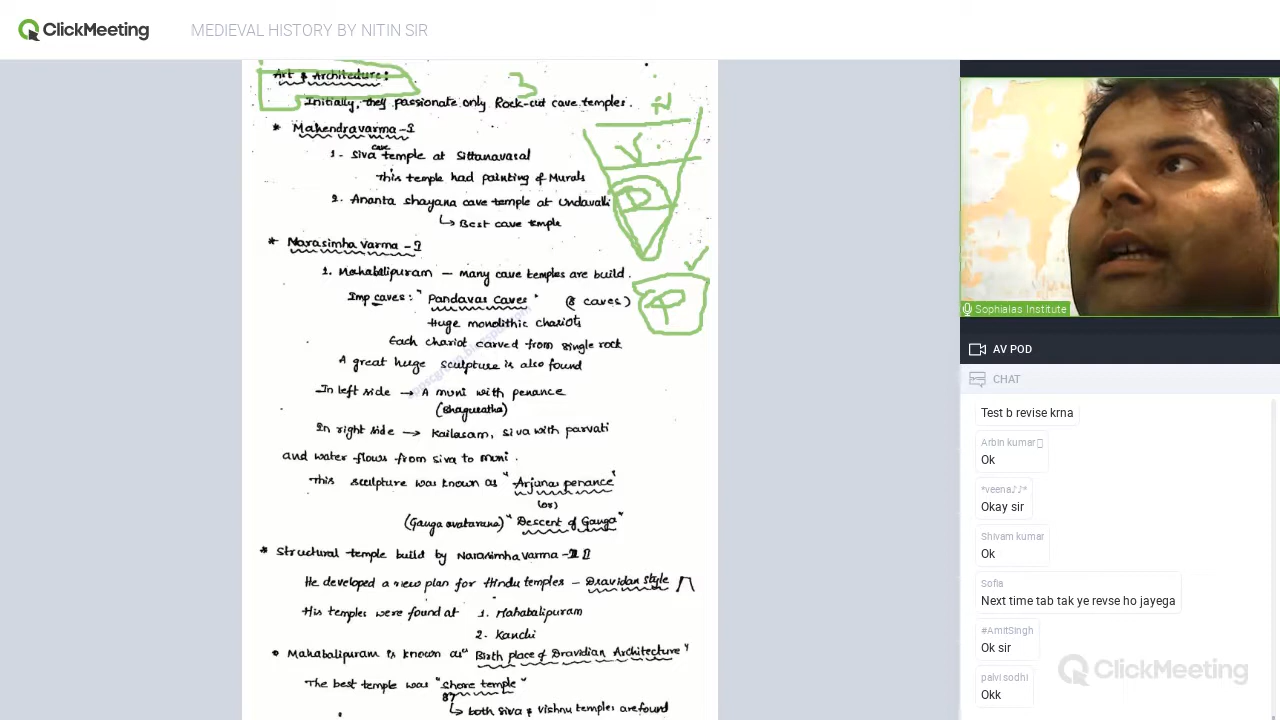 ClickMeeting
MEDIEVAL HISTORY BY NITIN SIR
Art & Architecture:
3
Initially, they passionate only Rock-cut cave temples.
N
* Mahendravarma-I
V
1. Siva cave temple at Sittanavasal
This temple had painting of Murals
2. Ananta shayana cave temple at Undavalli
D
↳ Best cave temple
* Narasimha Varma-I
1. Mahabalipuram – many cave temples are build.
Imp caves: "Pandavas Caves" (8 caves)
P
Huge monolithic chariots
Each chariot carved from single rock
A great huge sculpture is also found
In left side → A muni with penance
(Bhagiratha)
In right side → Kailasam, Siva with parvati
and water flows from siva to muni.
This sculpture was known as "Arjunas penance"
(or)
(Ganga avatarana) "Descent of Ganga"
* Structural temple build by Narasimha Varma-II
He developed a new plan for Hindu temples – Dravidan style
His temples were found at 1. Mahabalipuram
2. Kanchi
* Mahabalipuram is known as "Birth place of Dravidian Architecture"
The best temple was "Shore temple"
↳ both Siva & Vishnu temples are found
Sophialas Institute
AV POD
CHAT
Test b revise krna
Arbin kumar
Ok
*veena♪♪*
Okay sir
Shivam kumar
Ok
Sofia
Next time tab tak ye revse ho jayega
#AmitSingh
Ok sir
palvi sodhi
Okk
ClickMeeting